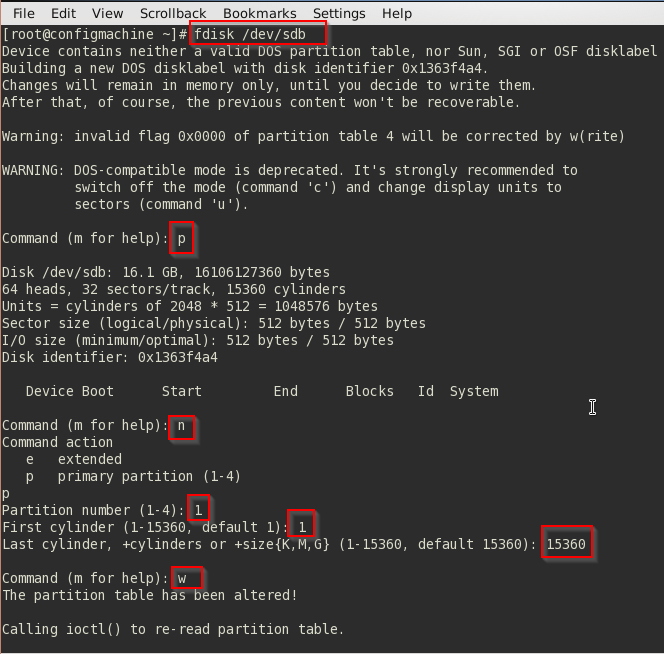 File Edit View Scrollback Bookmarks Settings Help
[root@configmachine ~]# fdisk /dev/sdb
Device contains neither a valid DOS partition table, nor Sun, SGI or OSF disklabel
Building a new DOS disklabel with disk identifier 0x1363f4a4.
Changes will remain in memory only, until you decide to write them.
After that, of course, the previous content won't be recoverable.

Warning: invalid flag 0x0000 of partition table 4 will be corrected by w(rite)

WARNING: DOS-compatible mode is deprecated. It's strongly recommended to
         switch off the mode (command 'c') and change display units to
         sectors (command 'u').

Command (m for help): p

Disk /dev/sdb: 16.1 GB, 16106127360 bytes
64 heads, 32 sectors/track, 15360 cylinders
Units = cylinders of 2048 * 512 = 1048576 bytes
Sector size (logical/physical): 512 bytes / 512 bytes
I/O size (minimum/optimal): 512 bytes / 512 bytes
Disk identifier: 0x1363f4a4

   Device Boot      Start         End      Blocks   Id  System

Command (m for help): n
Command action
   e   extended
   p   primary partition (1-4)
p
Partition number (1-4): 1
First cylinder (1-15360, default 1): 1
Last cylinder, +cylinders or +size{K,M,G} (1-15360, default 15360): 15360

Command (m for help): w
The partition table has been altered!

Calling ioctl() to re-read partition table.